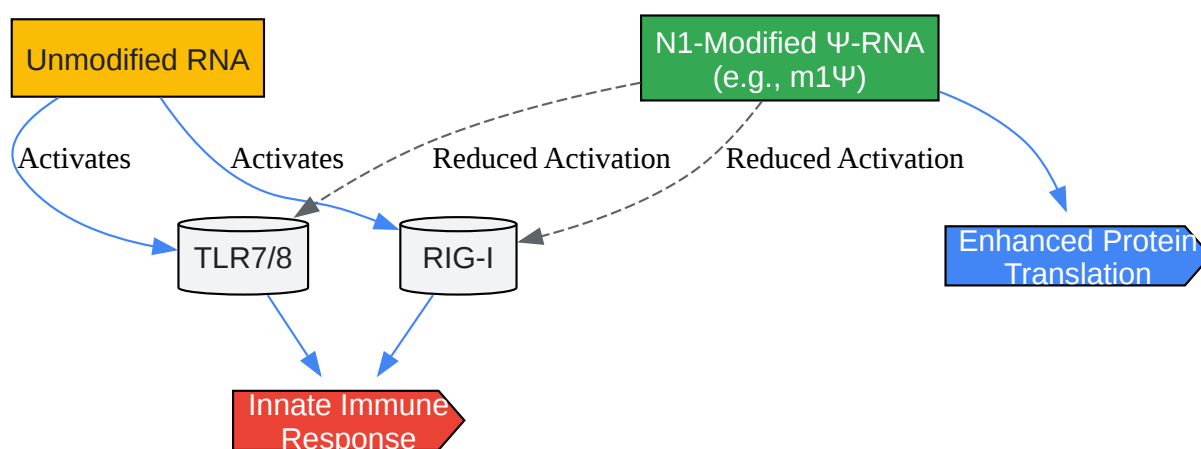 Unmodified RNA
N1-Modified Ψ-RNA
(e.g., m1Ψ)
Activates
Activates
Reduced Activation
Reduced Activation
TLR7/8
RIG-I
Enhanced Protein
Translation
Innate Immune
Response